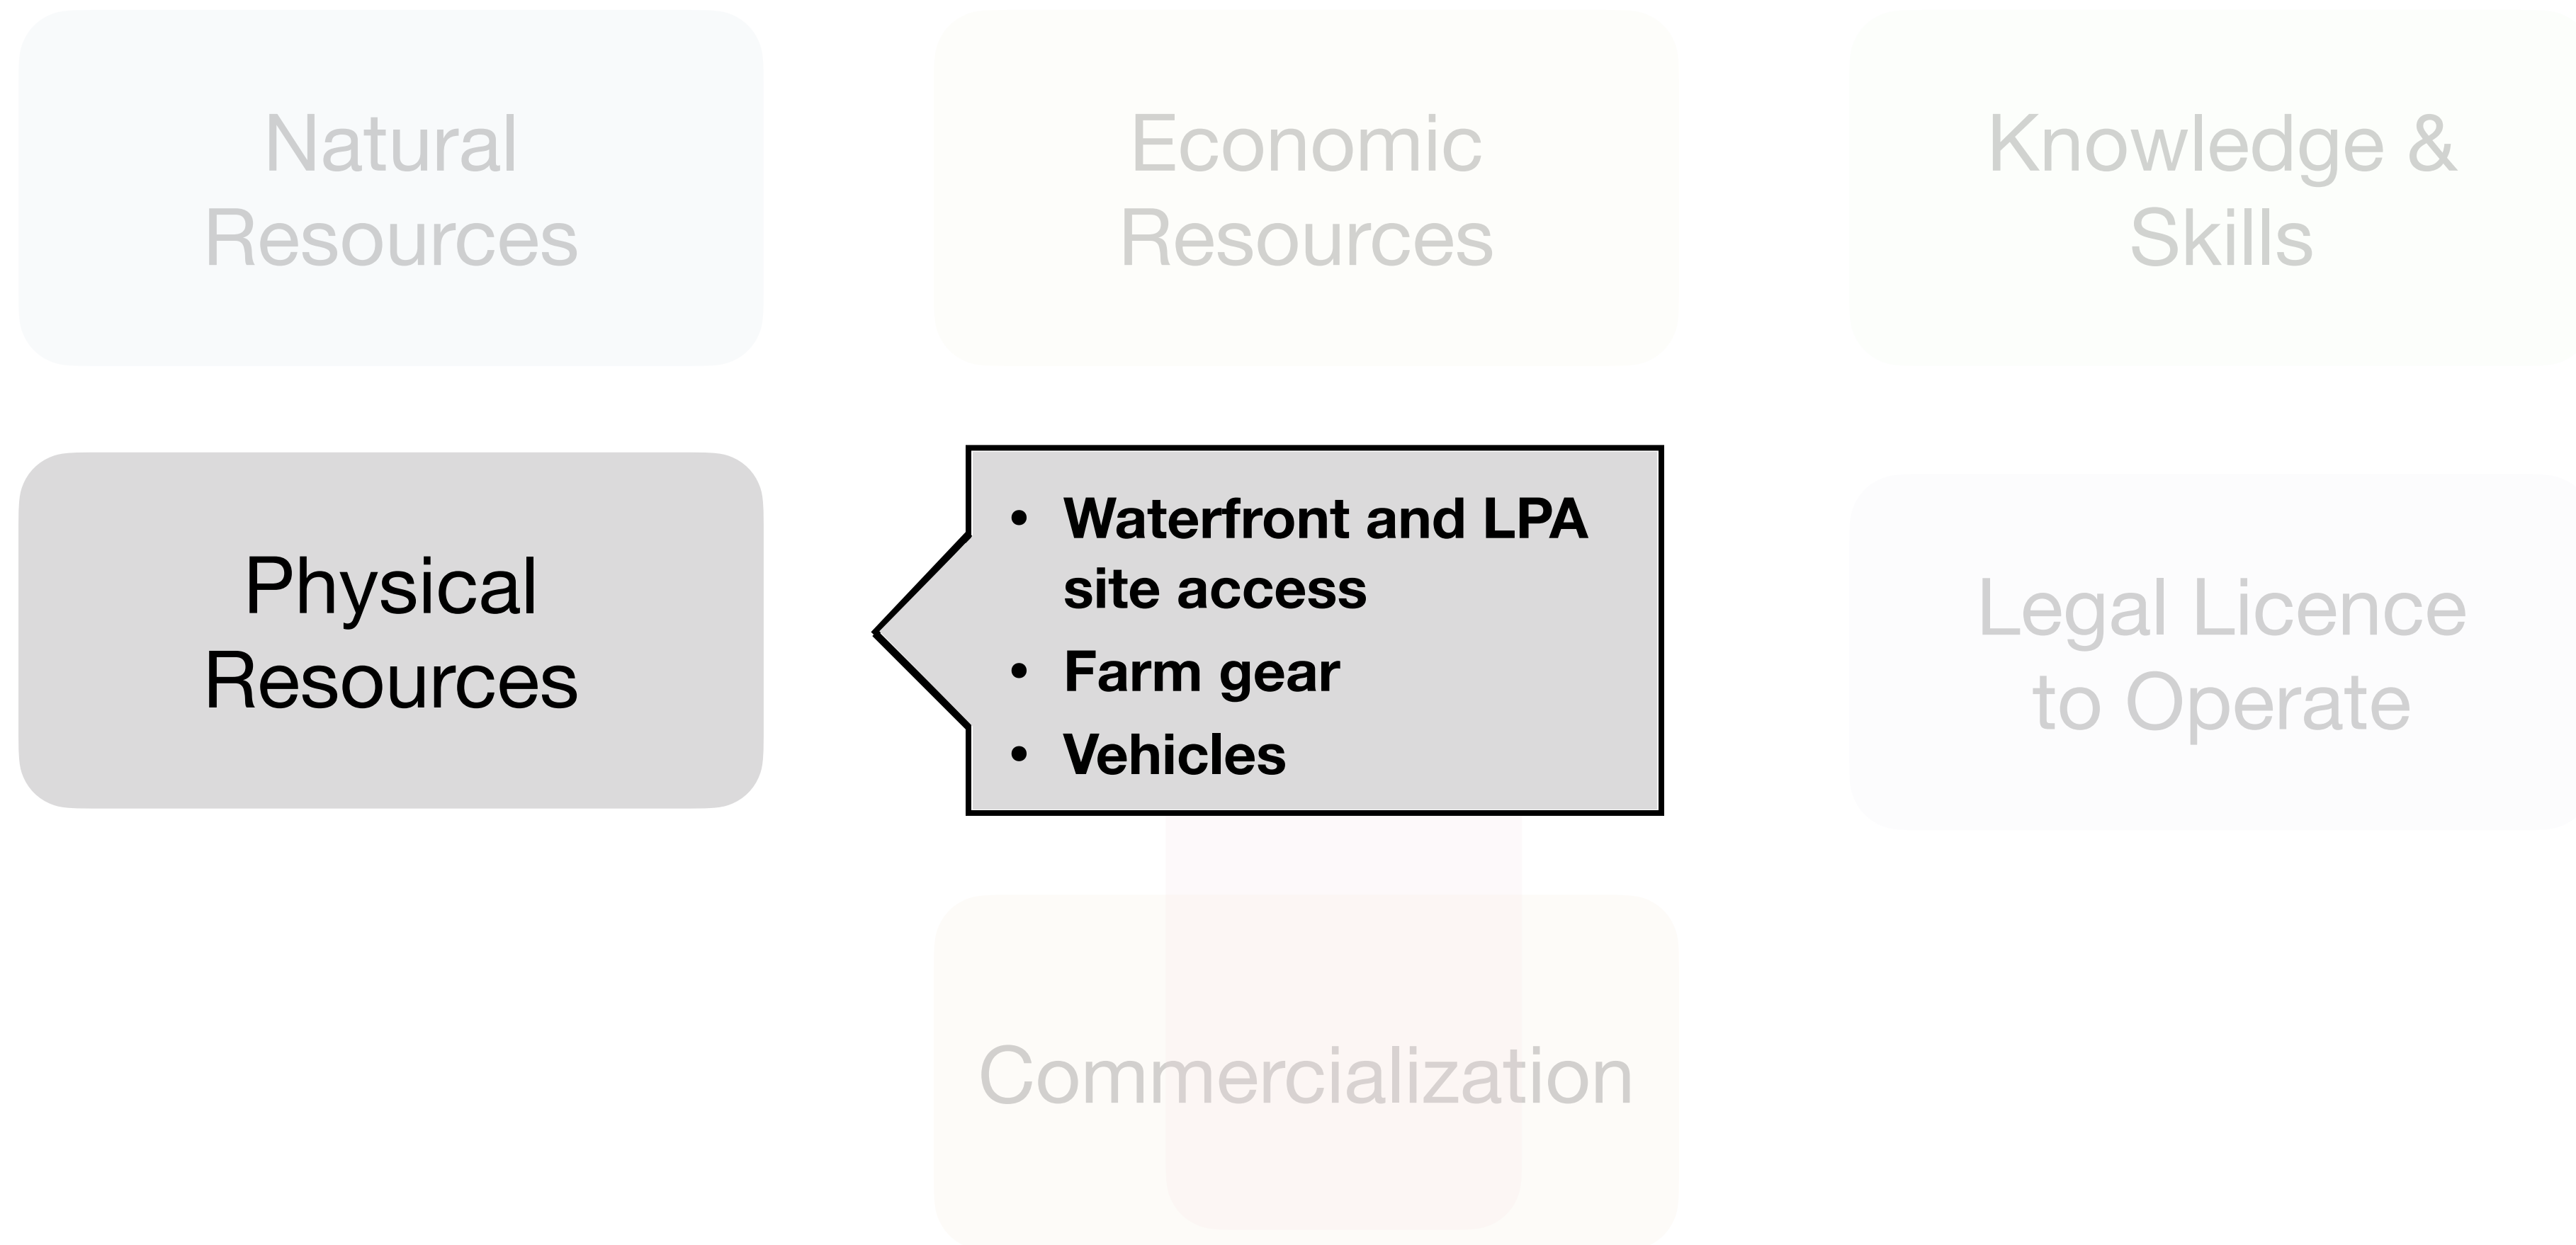 Natural
Resources
Economic
Resources
Knowledge &
Skills
Physical
Resources
• Waterfront and LPA
site access
• Farm gear
• Vehicles
Legal Licence
to Operate
Commercialization